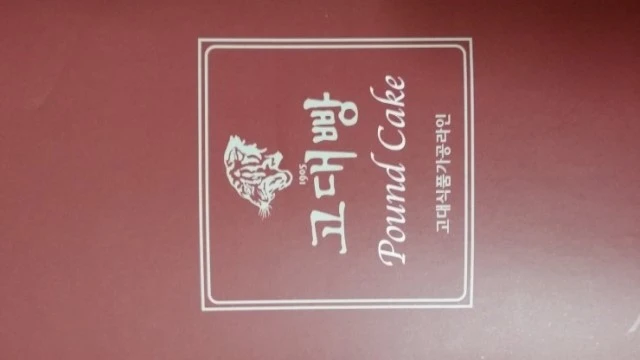 1905
고대빵
Pound Cake
고대식품가공라인